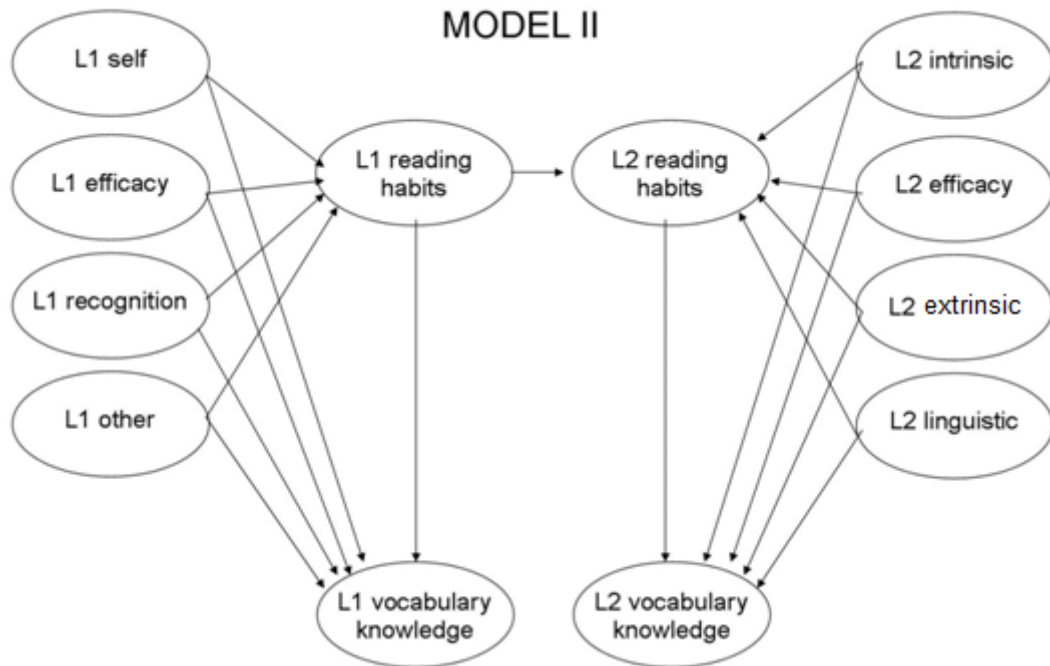 MODEL II
L1 self
L2 intrinsic
L1 reading
habits
L2 reading
habits
L1 efficacy
L2 efficacy
L1 recognition
L2 extrinsic
L1 other
L2 linguistic
L1 vocabulary
knowledge
L2 vocabulary
knowledge